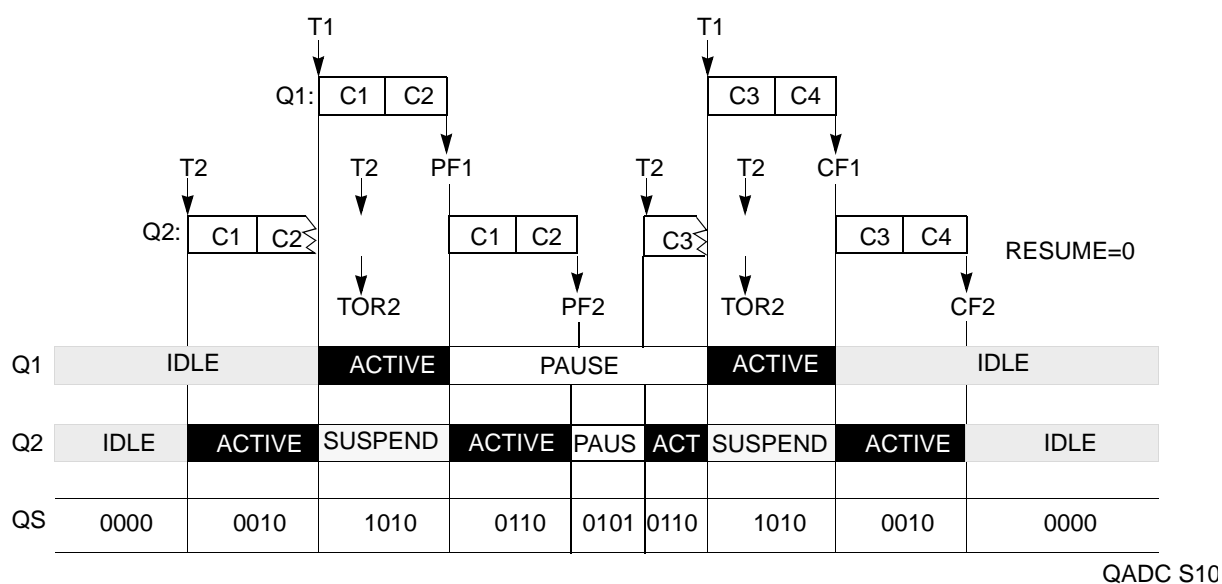 T1 T1
Q1: C1 C2 C3 C4
T2 T2 PF1 T2 T2 CF1
Q2: C1 C2 C1 C2 C3 C3 C4 RESUME=0
TOR2 PF2 TOR2 CF2
Q1 IDLE ACTIVE PAUSE ACTIVE IDLE
Q2 IDLE ACTIVE SUSPEND ACTIVE PAUS ACT SUSPEND ACTIVE IDLE
QS 0000 0010 1010 0110 0101 0110 1010 0010 0000
QADC S10